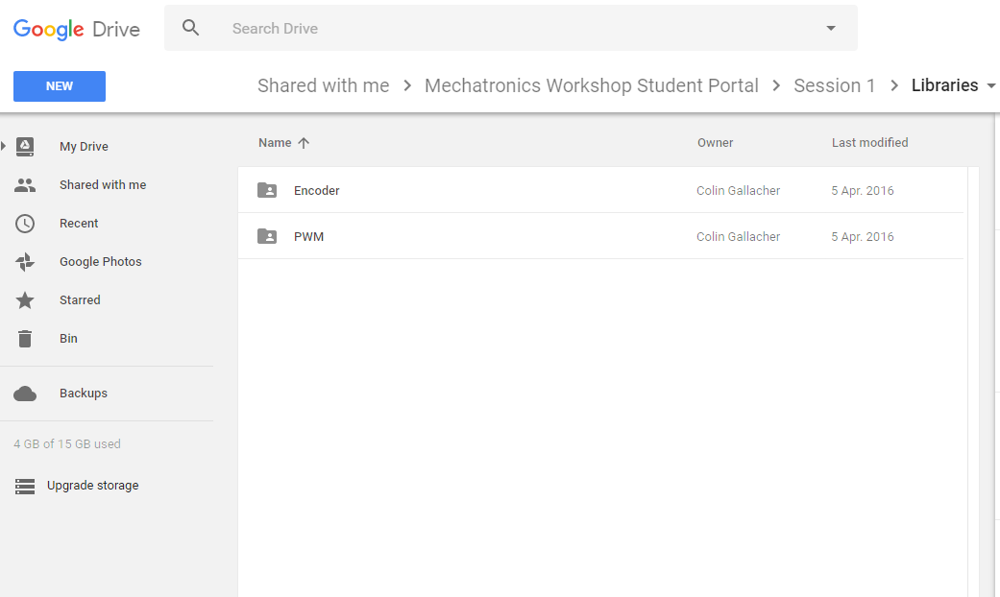 Google Drive
Search Drive
NEW
Shared with me > Mechatronics Workshop Student Portal > Session 1 > Libraries
My Drive
Shared with me
Recent
Google Photos
Starred
Bin
Backups
4 GB of 15 GB used
Upgrade storage
Name Owner Last modified
Encoder Colin Gallacher 5 Apr. 2016
PWM Colin Gallacher 5 Apr. 2016